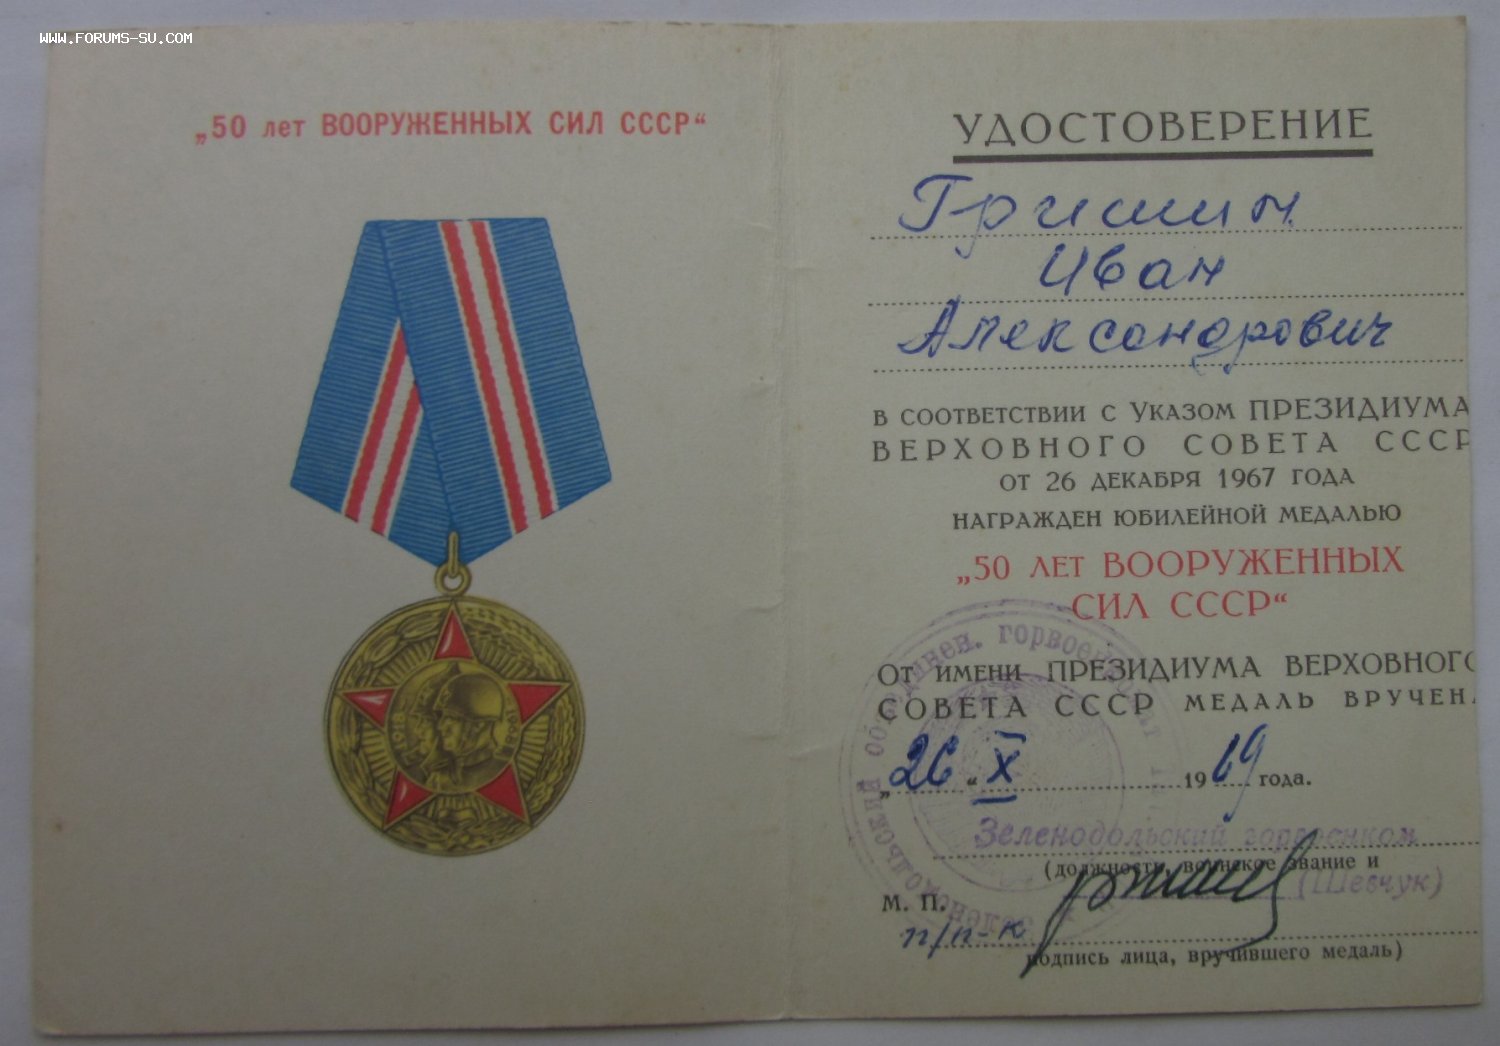 WWW.FORUMS-SU.COM
„50 лет ВООРУЖЕННЫХ СИЛ СССР“
УДОСТОВЕРЕНИЕ
Гришин
Иван
Александрович
В СООТВЕТСТВИИ С УКАЗОМ ПРЕЗИДИУМА
ВЕРХОВНОГО СОВЕТА СССР
ОТ 26 ДЕКАБРЯ 1967 ГОДА
НАГРАЖДЕН ЮБИЛЕЙНОЙ МЕДАЛЬЮ
„50 ЛЕТ ВООРУЖЕННЫХ
СИЛ СССР“
ОТ ИМЕНИ ПРЕЗИДИУМА ВЕРХОВНОГО
СОВЕТА СССР МЕДАЛЬ ВРУЧЕНА
„26“ X 1969 года.
Зеленодольский горвоенком
(должность, воинское звание и
(Шевчук)
М. П.
п/п-к
подпись лица, вручившего медаль)